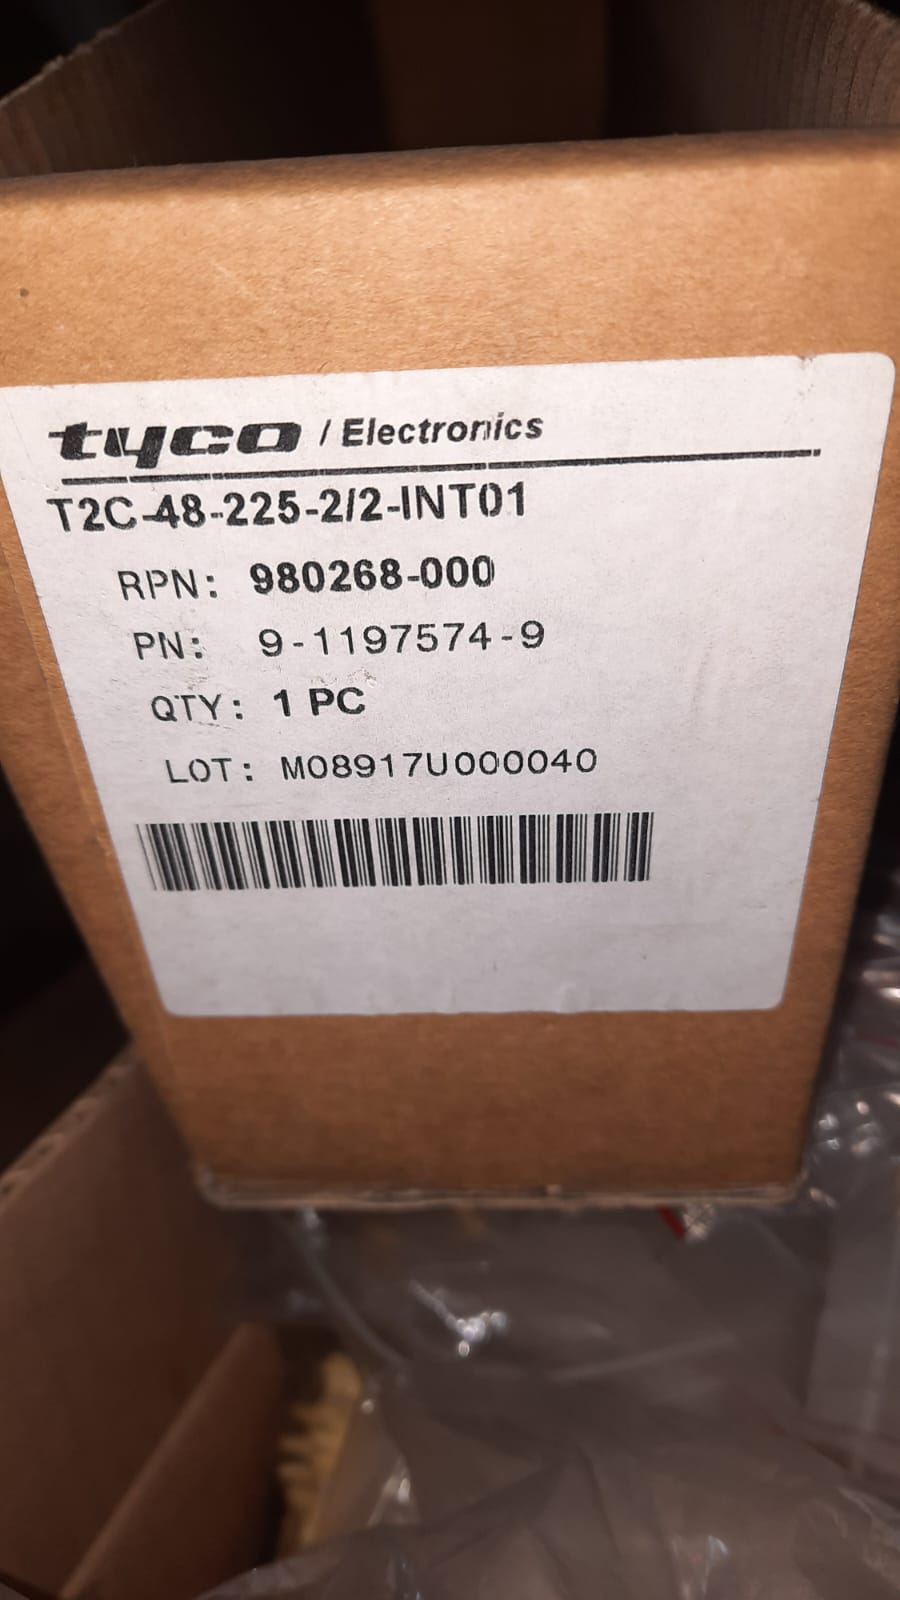 tyco / Electronics
T2C-48-225-2/2-INT01
RPN: 980268-000
PN: 9-1197574-9
QTY: 1 PC
LOT: M08917U000040